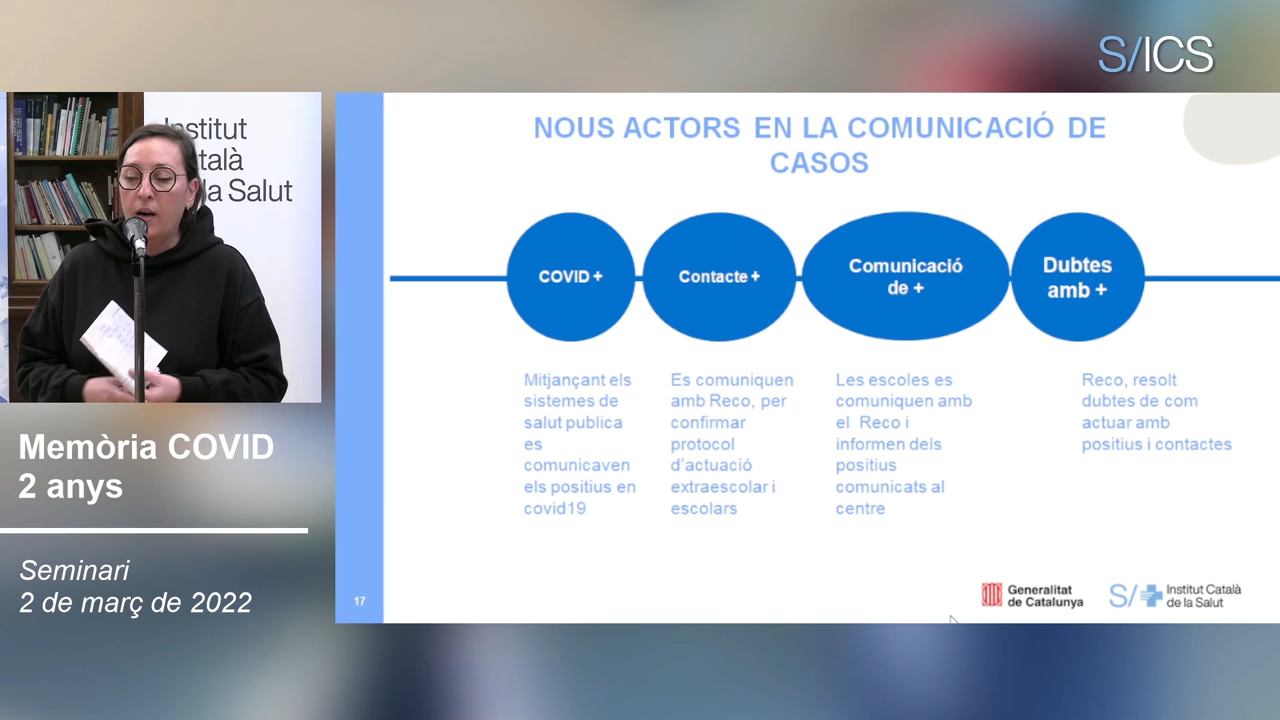 S/ICS
Institut
Català
de la Salut
NOUS ACTORS EN LA COMUNICACIÓ DE
CASOS
COVID +
Contacte +
Comunicació
de +
Dubtes
amb +
Mitjançant els
sistemes de
salut publica
es
comunicaven
els positius en
covid19
Es comuniquen
amb Reco, per
confirmar
protocol
d'actuació
extraescolar i
escolars
Les escoles es
comuniquen amb
el Reco i
informen dels
positius
comunicats al
centre
Reco, resolt
dubtes de com
actuar amb
positius i contactes
Memòria COVID
2 anys
Seminari
2 de març de 2022
17
Generalitat
de Catalunya
S/
Institut Català
de la Salut